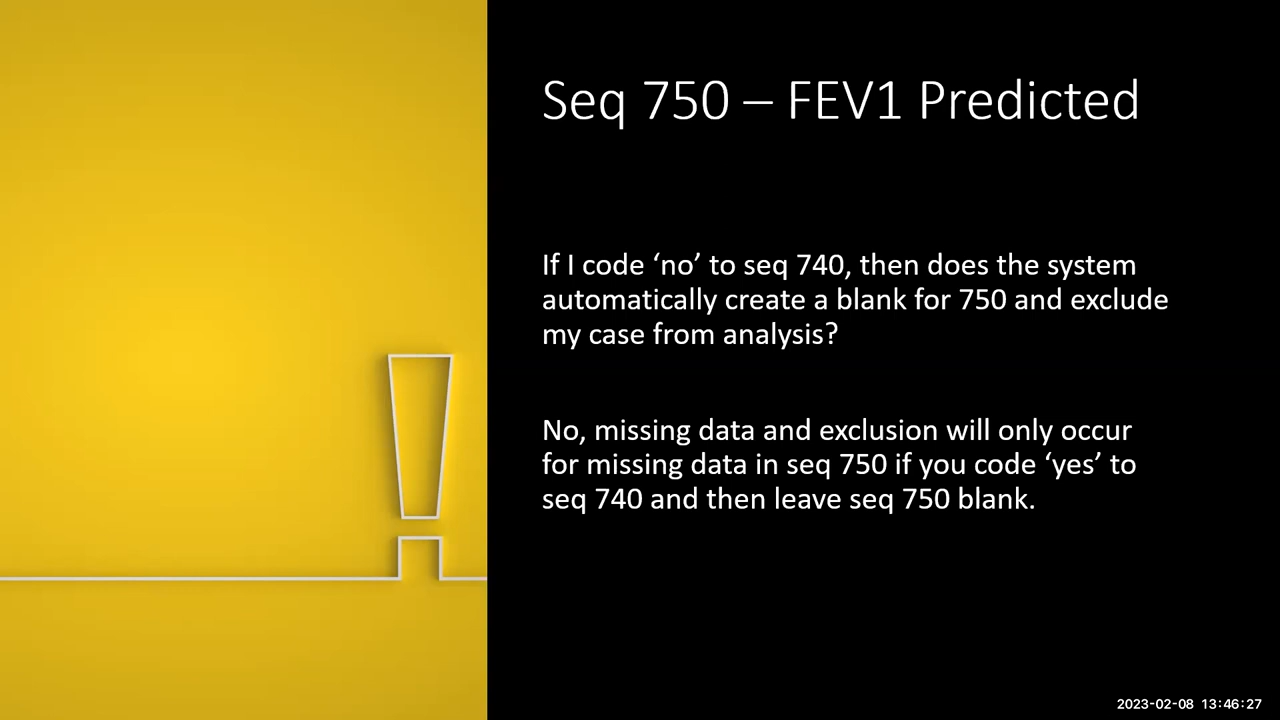 Seq 750 – FEV1 Predicted
If I code ‘no’ to seq 740, then does the system
automatically create a blank for 750 and exclude
my case from analysis?
No, missing data and exclusion will only occur
for missing data in seq 750 if you code ‘yes’ to
seq 740 and then leave seq 750 blank.
2023-02-08 13:46:27